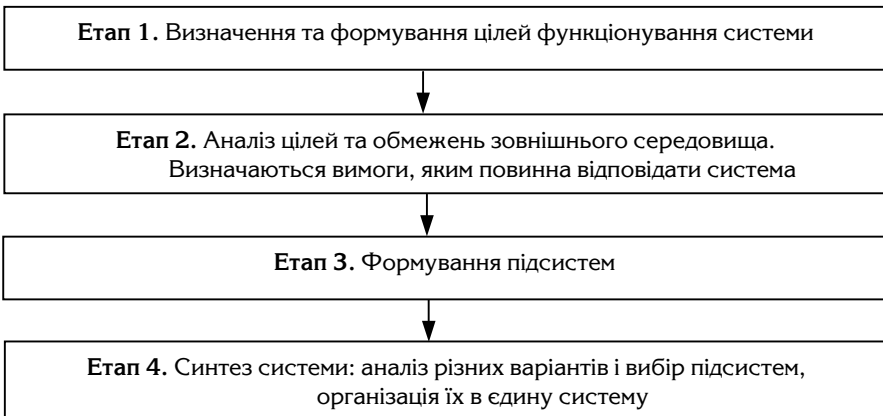 Етап 1. Визначення та формування цілей функціонування системи
Етап 2. Аналіз цілей та обмежень зовнішнього середовища.
Визначаються вимоги, яким повинна відповідати система
Етап 3. Формування підсистем
Етап 4. Синтез системи: аналіз різних варіантів і вибір підсистем,
організація їх в єдину систему